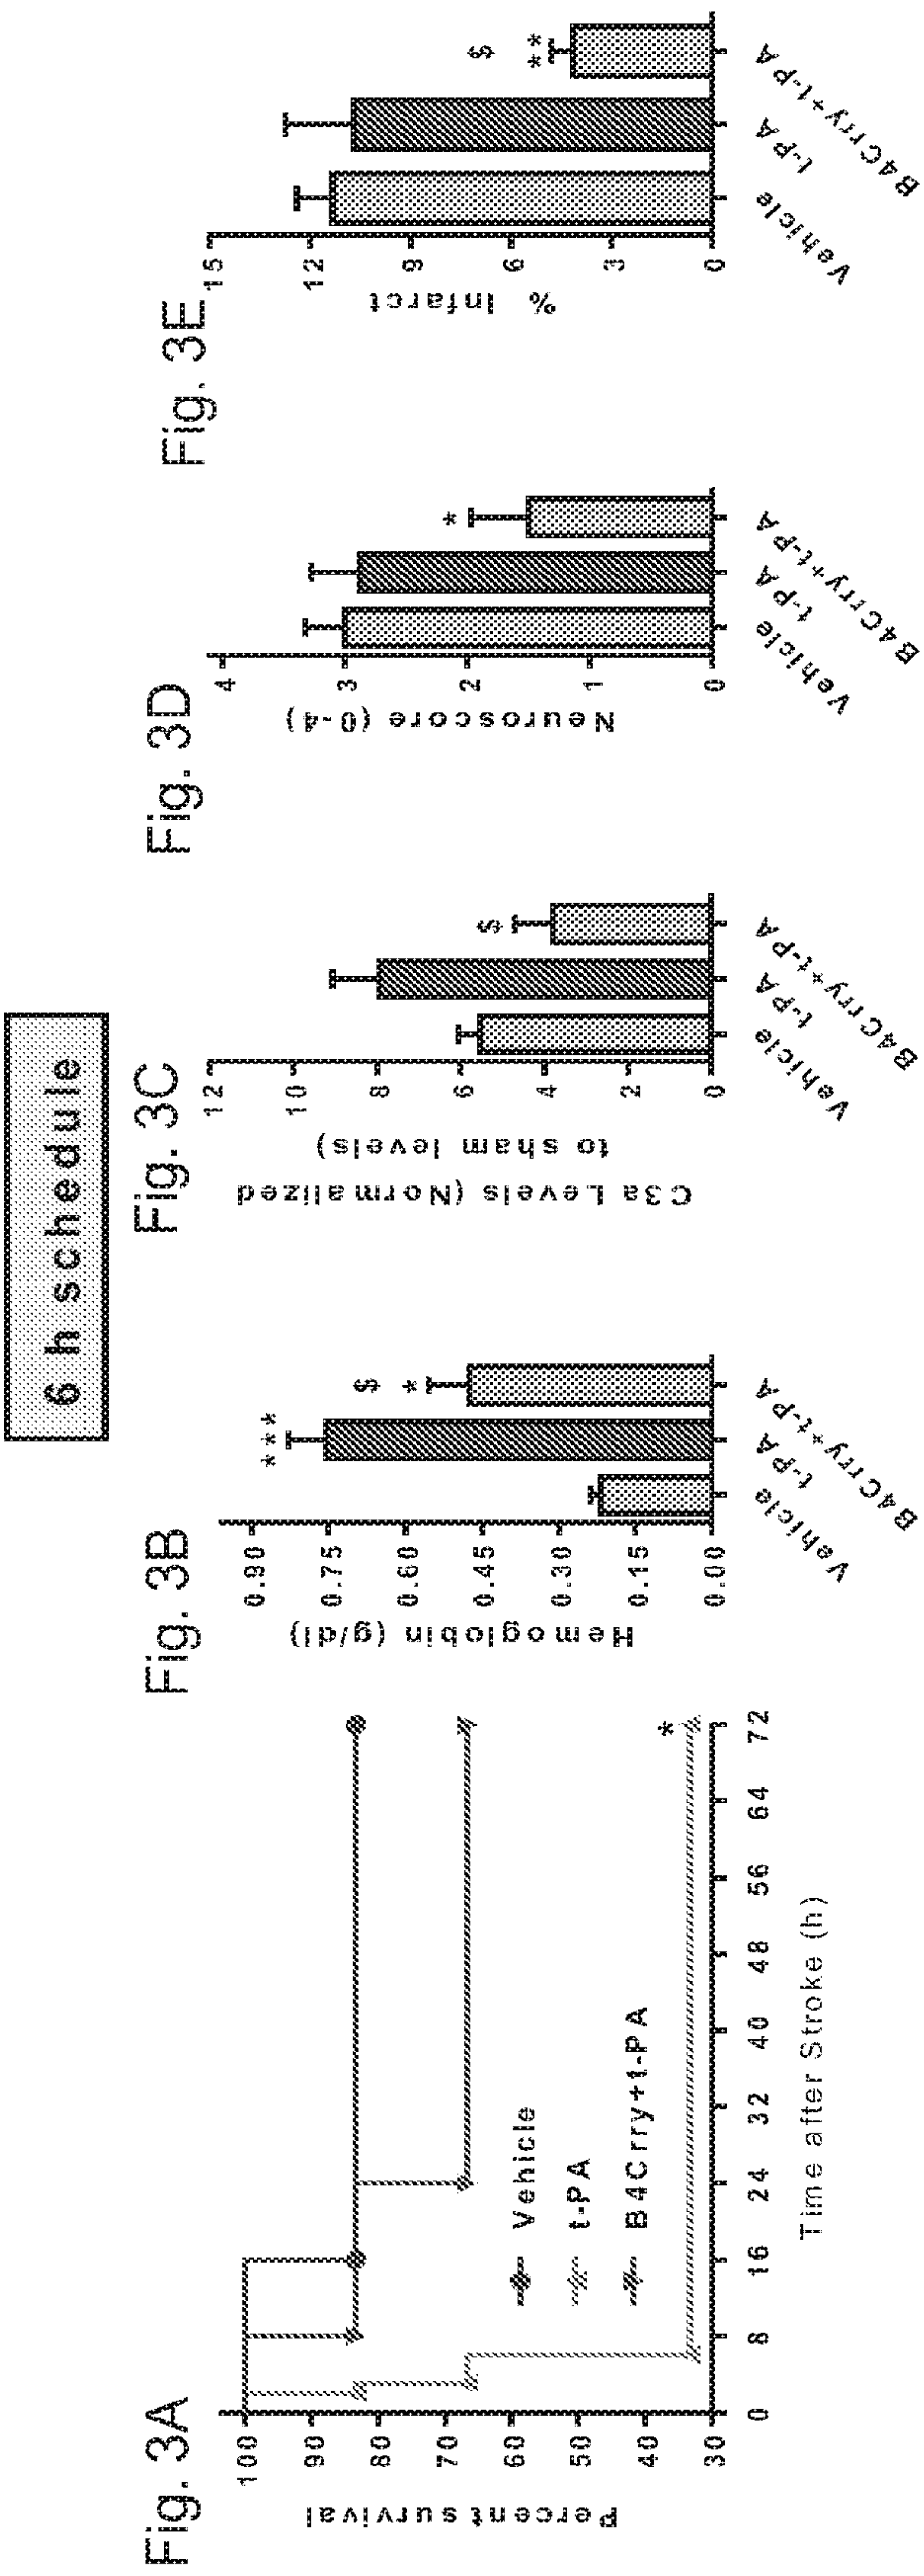 6 h schedule
Fig. 3A
Percent survival
100
90
80
70
60
50
40
30
0
8
16
24
32
40
48
56
64
72
Time after Stroke (h)
Vehicle
t-PA
B4Crry+t-PA
*
Fig. 3B
Hemoglobin (g/dl)
0.90
0.75
0.60
0.45
0.30
0.15
0.00
***
$
*
Vehicle
t-PA
B4Crry+t-PA
Fig. 3C
C3a Levels (Normalized
to sham levels)
12
10
8
6
4
2
0
$
Vehicle
t-PA
B4Crry+t-PA
Fig. 3D
Neuroscore (0-4)
4
3
2
1
0
*
Vehicle
t-PA
B4Crry+t-PA
Fig. 3E
% Infarct
15
12
9
6
3
0
$
**
Vehicle
t-PA
B4Crry+t-PA